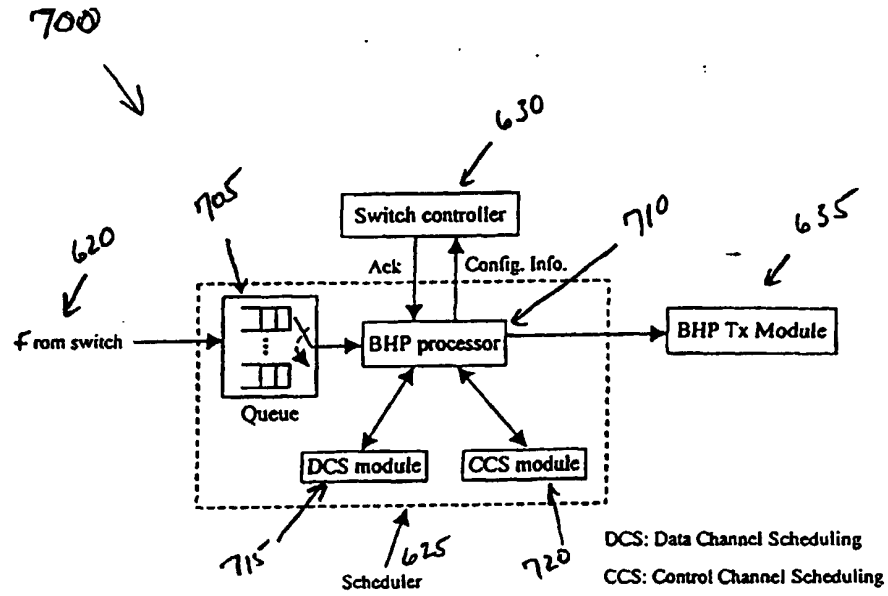 700
630
705
Switch controller
710
635
620
Ack
Config. Info.
From switch
BHP processor
BHP Tx Module
Queue
DCS module
CCS module
715
625
720
Scheduler
DCS: Data Channel Scheduling
CCS: Control Channel Scheduling